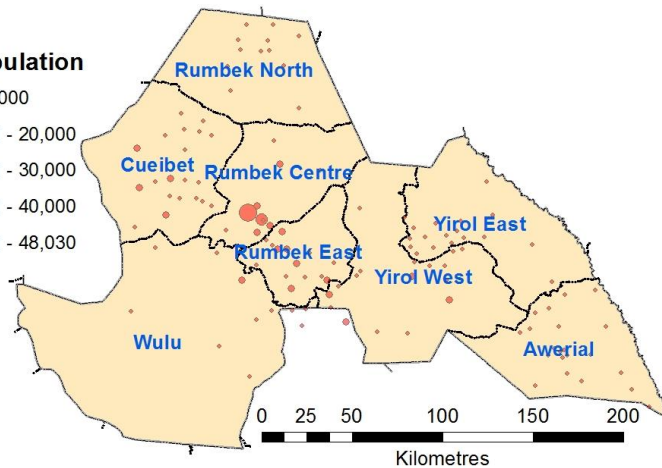 pulation
000
- 20,000
- 30,000
- 40,000
- 48,030
Rumbek North
Cueibet
Rumbek Centre
Yirol East
Rumbek East
Yirol West
Wulu
Awerial
0 25 50 100 150 200
Kilometres